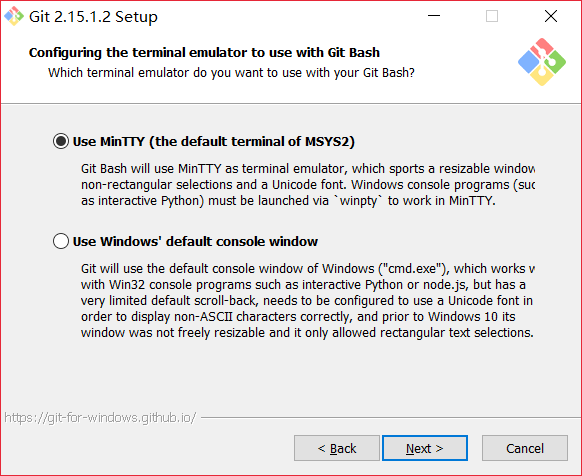 Git 2.15.1.2 Setup
Configuring the terminal emulator to use with Git Bash
Which terminal emulator do you want to use with your Git Bash?
Use MinTTY (the default terminal of MSYS2)
Git Bash will use MinTTY as terminal emulator, which sports a resizable window
non-rectangular selections and a Unicode font. Windows console programs (suc
as interactive Python) must be launched via `winpty` to work in MinTTY.
Use Windows' default console window
Git will use the default console window of Windows ("cmd.exe"), which works w
with Win32 console programs such as interactive Python or node.js, but has a
very limited default scroll-back, needs to be configured to use a Unicode font in
order to display non-ASCII characters correctly, and prior to Windows 10 its
window was not freely resizable and it only allowed rectangular text selections.
https://git-for-windows.github.io/
< Back
Next >
Cancel